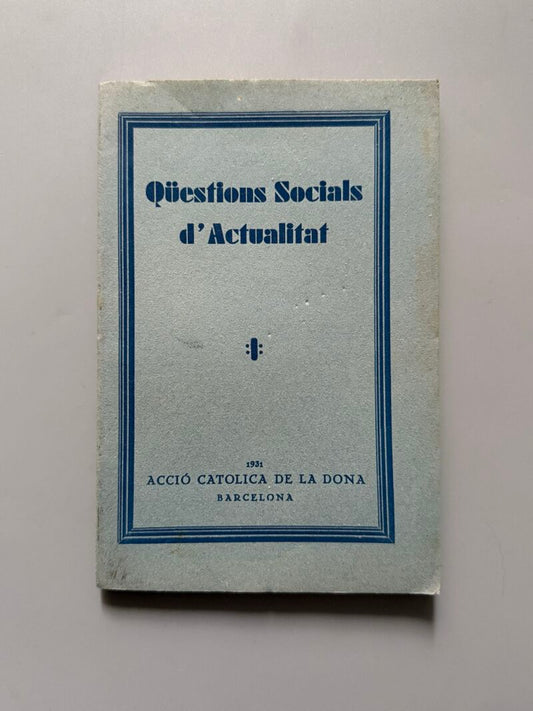 Qüestions Socials
d'Actualitat
1931
ACCIÓ CATOLICA DE LA DONA
BARCELONA